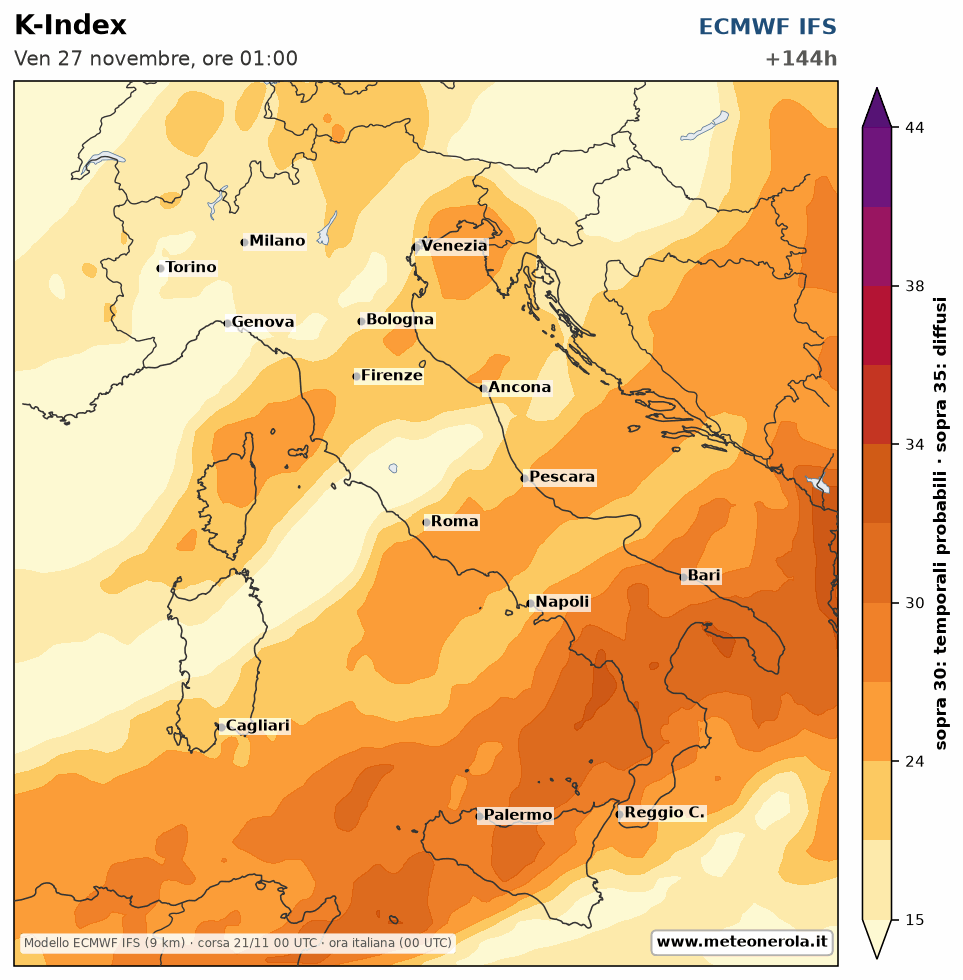 K-Index
ECMWF IFS
Ven 27 novembre, ore 01:00
+144h
Milano
Venezia
Torino
Genova
Bologna
Firenze
Ancona
Pescara
Roma
Bari
Napoli
Cagliari
Palermo
Reggio C.
44
38
34
30
24
15
sopra 30: temporali probabili · sopra 35: diffusi
Modello ECMWF IFS (9 km) · corsa 21/11 00 UTC · ora italiana (00 UTC)
www.meteonerola.it